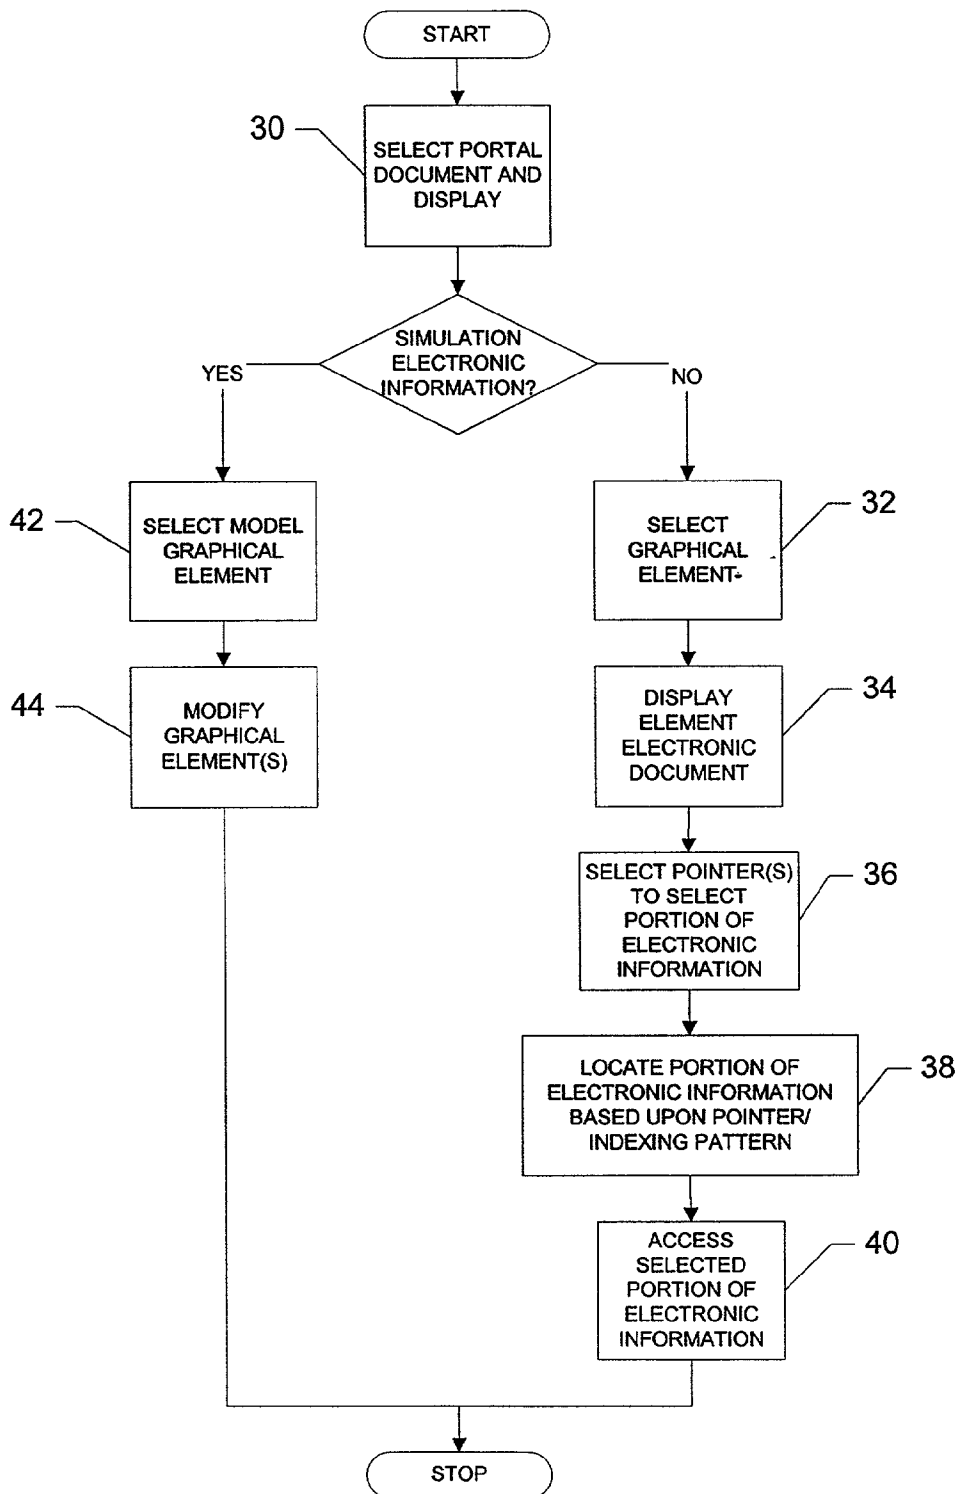 START
30
SELECT PORTAL
DOCUMENT AND
DISPLAY
SIMULATION
ELECTRONIC
INFORMATION?
YES
NO
42
SELECT MODEL
GRAPHICAL
ELEMENT
32
SELECT
GRAPHICAL
ELEMENT
44
MODIFY
GRAPHICAL
ELEMENT(S)
34
DISPLAY
ELEMENT
ELECTRONIC
DOCUMENT
36
SELECT POINTER(S)
TO SELECT
PORTION OF
ELECTRONIC
INFORMATION
38
LOCATE PORTION OF
ELECTRONIC INFORMATION
BASED UPON POINTER/
INDEXING PATTERN
40
ACCESS
SELECTED
PORTION OF
ELECTRONIC
INFORMATION
STOP